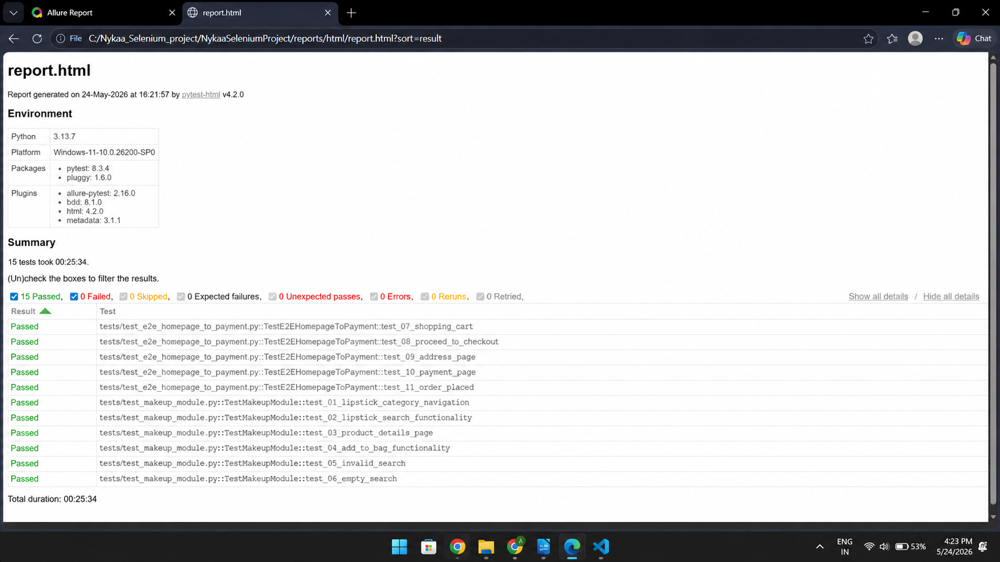 Allure Report
report.html
File C:/Nykaa_Selenium_project/NykaaSeleniumProject/reports/html/report.html?sort=result
Chat
report.html
Report generated on 24-May-2026 at 16:21:57 by pytest-html v4.2.0
Environment
Python 3.13.7
Platform Windows-11-10.0.26200-SP0
Packages
pytest: 8.3.4
pluggy: 1.6.0
Plugins
allure-pytest: 2.16.0
bdd: 8.1.0
html: 4.2.0
metadata: 3.1.1
Summary
15 tests took 00:25:34.
(Un)check the boxes to filter the results.
15 Passed, 0 Failed, 0 Skipped, 0 Expected failures, 0 Unexpected passes, 0 Errors, 0 Reruns, 0 Retried, Show all details / Hide all details
Result Test
Passed tests/test_e2e_homepage_to_payment.py::TestE2EHomepageToPayment::test_07_shopping_cart
Passed tests/test_e2e_homepage_to_payment.py::TestE2EHomepageToPayment::test_08_proceed_to_checkout
Passed tests/test_e2e_homepage_to_payment.py::TestE2EHomepageToPayment::test_09_address_page
Passed tests/test_e2e_homepage_to_payment.py::TestE2EHomepageToPayment::test_10_payment_page
Passed tests/test_e2e_homepage_to_payment.py::TestE2EHomepageToPayment::test_11_order_placed
Passed tests/test_makeup_module.py::TestMakeupModule::test_01_lipstick_category_navigation
Passed tests/test_makeup_module.py::TestMakeupModule::test_02_lipstick_search_functionality
Passed tests/test_makeup_module.py::TestMakeupModule::test_03_product_details_page
Passed tests/test_makeup_module.py::TestMakeupModule::test_04_add_to_bag_functionality
Passed tests/test_makeup_module.py::TestMakeupModule::test_05_invalid_search
Passed tests/test_makeup_module.py::TestMakeupModule::test_06_empty_search
Total duration: 00:25:34
A
ENG
IN
53%
4:23 PM
5/24/2026